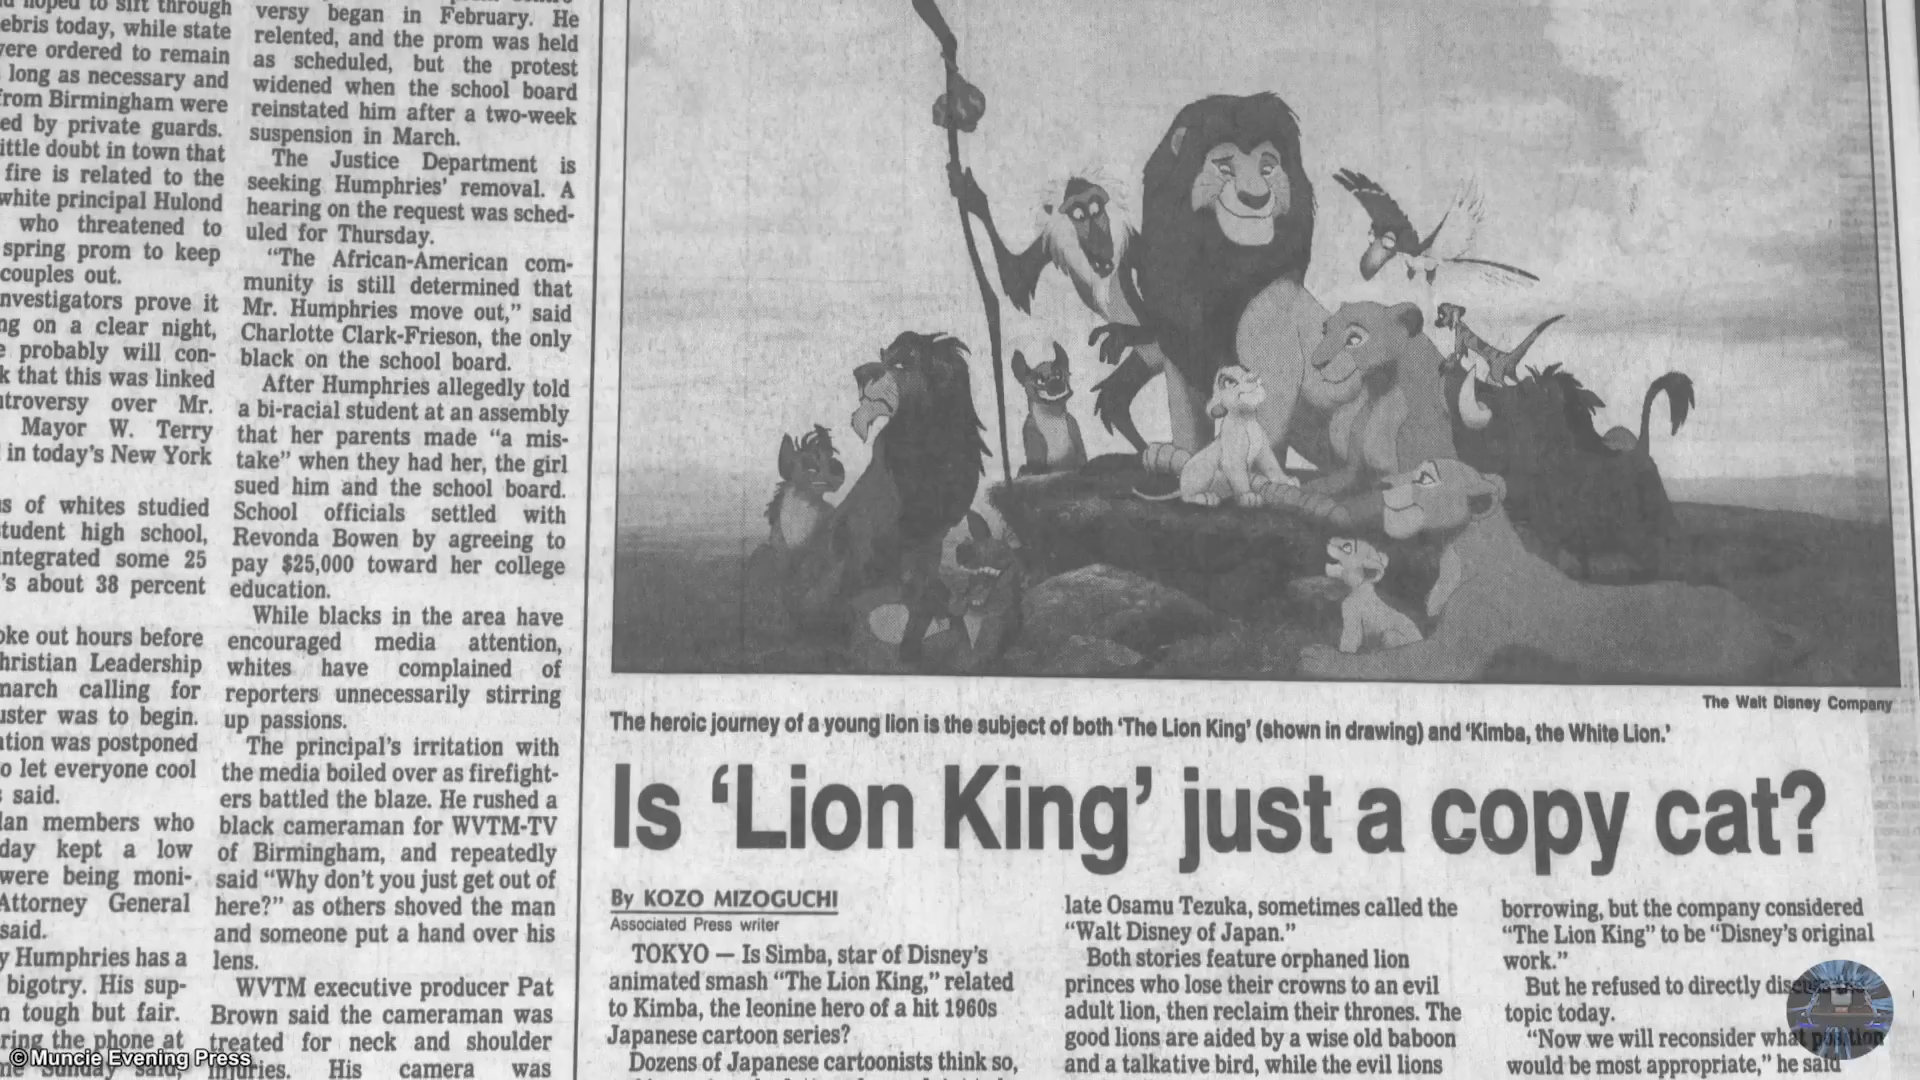 hoped to sift through
ebris today, while state
were ordered to remain
long as necessary and
from Birmingham were
ed by private guards.
ittle doubt in town that
fire is related to the
white principal Hulond
who threatened to
spring prom to keep
couples out.
nvestigators prove it
ng on a clear night,
probably will con-
k that this was linked
ntroversy over Mr.
Mayor W. Terry
in today's New York
s of whites studied
student high school,
integrated some 25
's about 38 percent
oke out hours before
hristian Leadership
march calling for
uster was to begin.
ation was postponed
o let everyone cool
said.
lan members who
day kept a low
were being moni-
Attorney General
said.
y Humphries has a
bigotry. His sup-
tough but fair.
ring the phone at
me Sunday said,
versy began in February. He
relented, and the prom was held
as scheduled, but the protest
widened when the school board
reinstated him after a two-week
suspension in March.
The Justice Department is
seeking Humphries' removal. A
hearing on the request was sched-
uled for Thursday.
"The African-American com-
munity is still determined that
Mr. Humphries move out," said
Charlotte Clark-Frieson, the only
black on the school board.
After Humphries allegedly told
a bi-racial student at an assembly
that her parents made "a mis-
take" when they had her, the girl
sued him and the school board.
School officials settled with
Revonda Bowen by agreeing to
pay $25,000 toward her college
education.
While blacks in the area have
encouraged media attention,
whites have complained of
reporters unnecessarily stirring
up passions.
The principal's irritation with
the media boiled over as firefight-
ers battled the blaze. He rushed a
black cameraman for WVTM-TV
of Birmingham, and repeatedly
said "Why don't you just get out of
here?" as others shoved the man
and someone put a hand over his
lens.
WVTM executive producer Pat
Brown said the cameraman was
treated for neck and shoulder
injuries. His camera was
The Walt Disney Company
The heroic journey of a young lion is the subject of both 'The Lion King' (shown in drawing) and 'Kimba, the White Lion.'
Is 'Lion King' just a copy cat?
By KOZO MIZOGUCHI
Associated Press writer
TOKYO — Is Simba, star of Disney's
animated smash "The Lion King," related
to Kimba, the leonine hero of a hit 1960s
Japanese cartoon series?
Dozens of Japanese cartoonists think so,
late Osamu Tezuka, sometimes called the
"Walt Disney of Japan."
Both stories feature orphaned lion
princes who lose their crowns to an evil
adult lion, then reclaim their thrones. The
good lions are aided by a wise old baboon
and a talkative bird, while the evil lions
borrowing, but the company considered
"The Lion King" to be "Disney's original
work."
But he refused to directly discuss the
topic today.
"Now we will reconsider what position
would be most appropriate," he said
© Muncie Evening Press